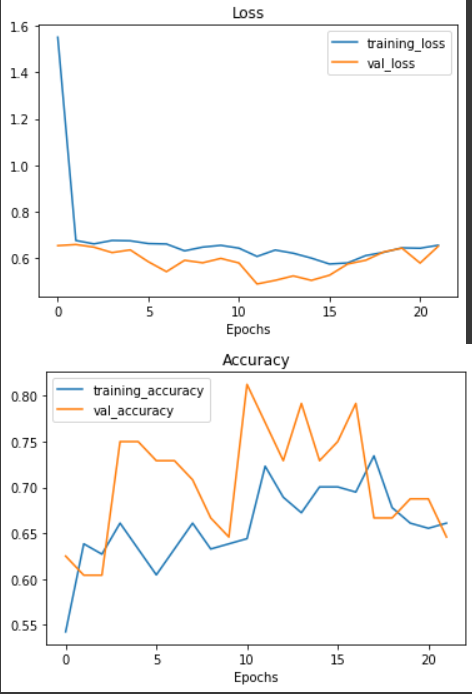 Loss
1.6
1.4
1.2
1.0
0.8
0.6
training_loss
val_loss
0 5 10 15 20
Epochs
Accuracy
0.80
0.75
0.70
0.65
0.60
0.55
training_accuracy
val_accuracy
0 5 10 15 20
Epochs